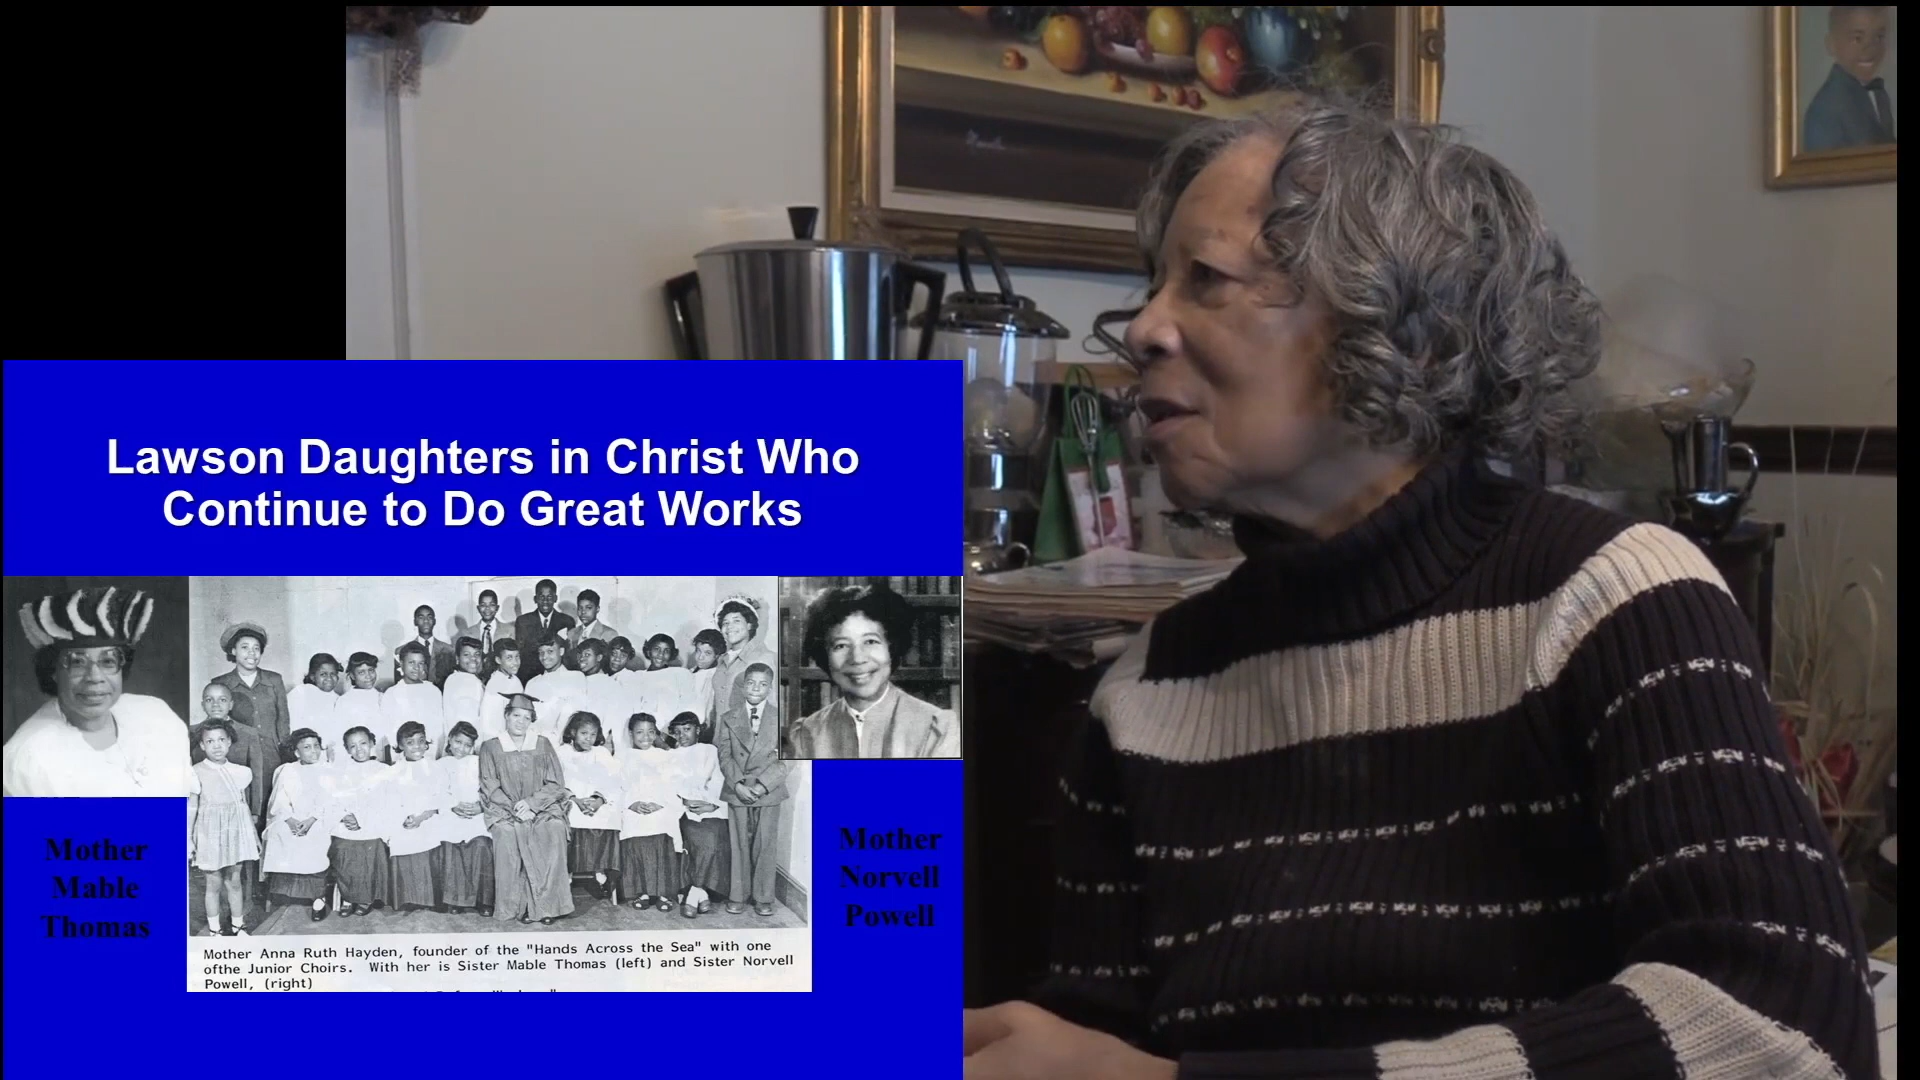 Lawson Daughters in Christ Who
Continue to Do Great Works
Mother
Mable
Thomas
Mother
Norvell
Powell
Mother Anna Ruth Hayden, founder of the "Hands Across the Sea" with one
ofthe Junior Choirs. With her is Sister Mable Thomas (left) and Sister Norvell
Powell, (right)